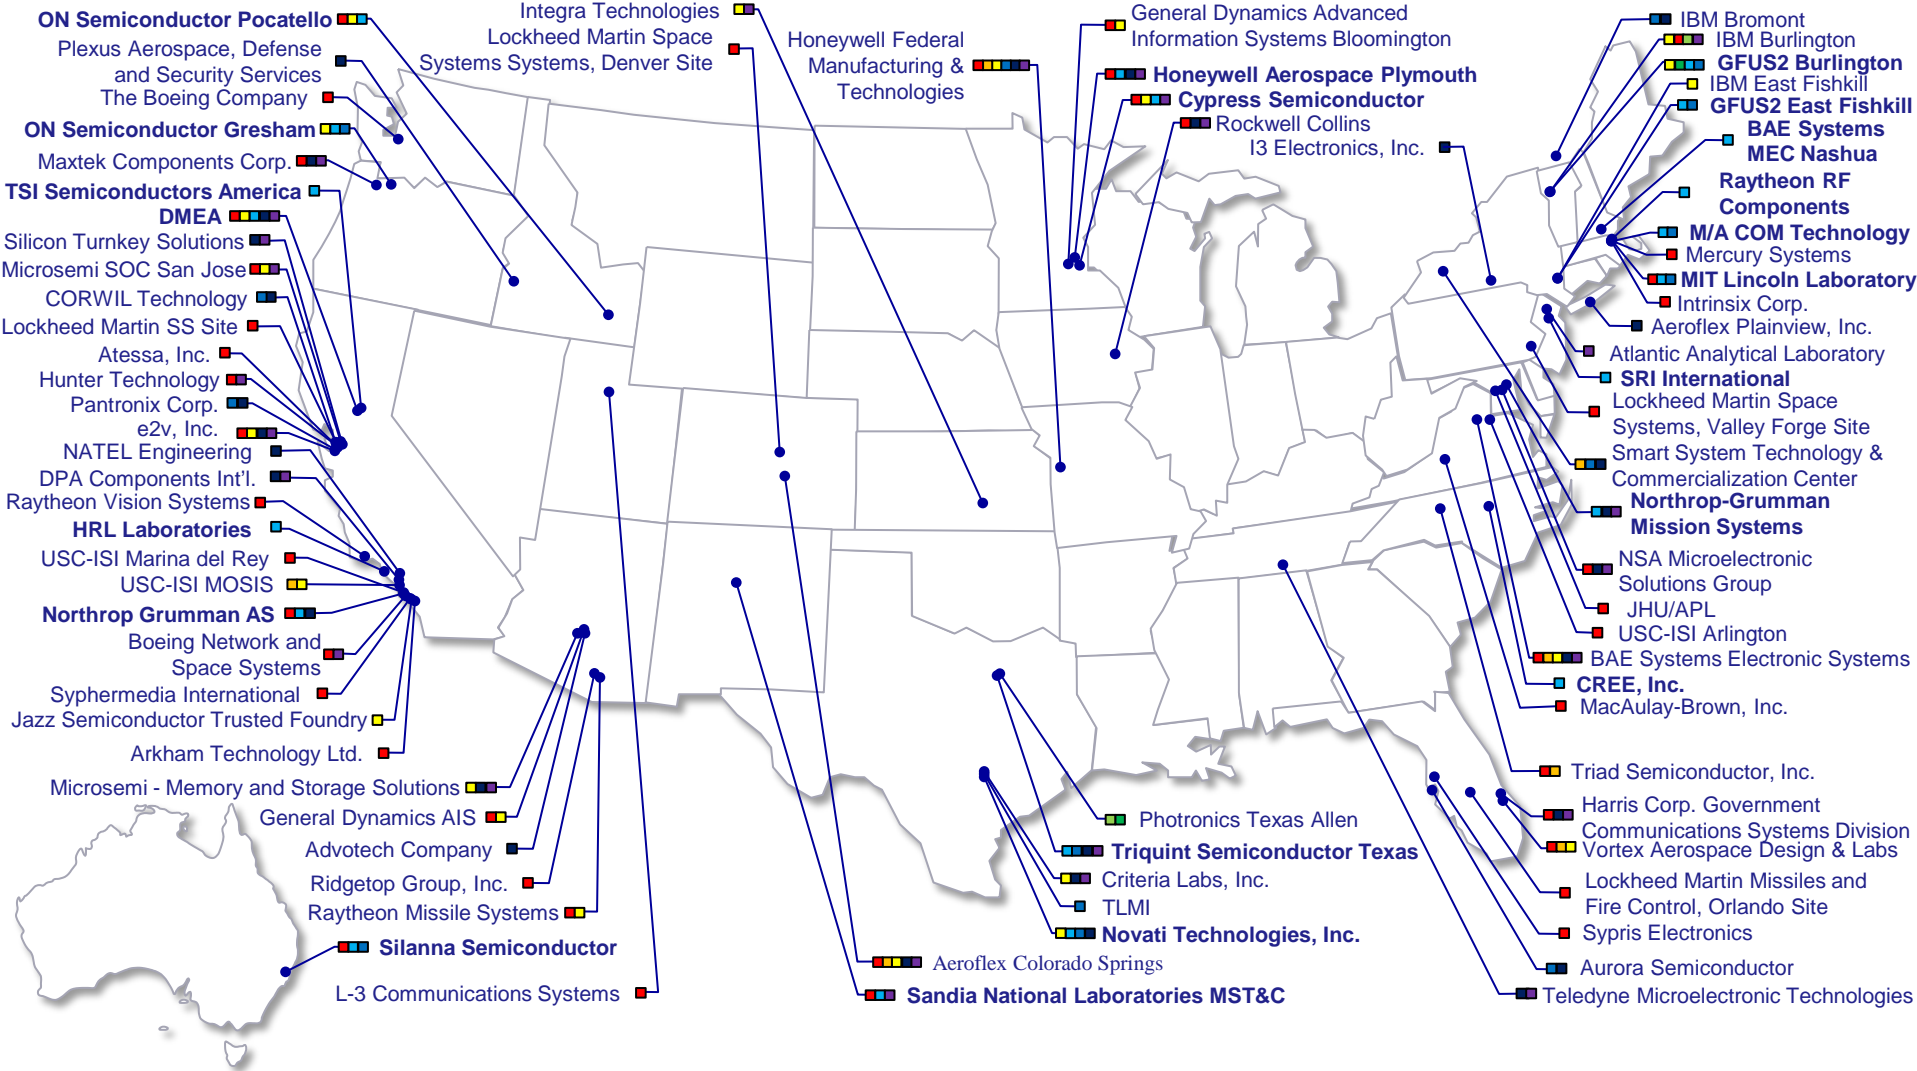 ON Semiconductor Pocatello
Plexus Aerospace, Defense
and Security Services
The Boeing Company
ON Semiconductor Gresham
Maxtek Components Corp.
TSI Semiconductors America
DMEA
Silicon Turnkey Solutions
Microsemi SOC San Jose
CORWIL Technology
Lockheed Martin SS Site
Atessa, Inc.
Hunter Technology
Pantronix Corp.
e2v, Inc.
NATEL Engineering
DPA Components Int'l.
Raytheon Vision Systems
HRL Laboratories
USC-ISI Marina del Rey
USC-ISI MOSIS
Northrop Grumman AS
Boeing Network and
Space Systems
Syphermedia International
Jazz Semiconductor Trusted Foundry
Arkham Technology Ltd.
Microsemi - Memory and Storage Solutions
General Dynamics AIS
Advotech Company
Ridgetop Group, Inc.
Raytheon Missile Systems
Silanna Semiconductor
L-3 Communications Systems
Integra Technologies
Lockheed Martin Space
Systems Systems, Denver Site
Honeywell Federal
Manufacturing &
Technologies
General Dynamics Advanced
Information Systems Bloomington
Honeywell Aerospace Plymouth
Cypress Semiconductor
Rockwell Collins
I3 Electronics, Inc.
IBM Bromont
IBM Burlington
GFUS2 Burlington
IBM East Fishkill
GFUS2 East Fishkill
BAE Systems
MEC Nashua
Raytheon RF
Components
M/A COM Technology
Mercury Systems
MIT Lincoln Laboratory
Intrinsix Corp.
Aeroflex Plainview, Inc.
Atlantic Analytical Laboratory
SRI International
Lockheed Martin Space
Systems, Valley Forge Site
Smart System Technology &
Commercialization Center
Northrop-Grumman
Mission Systems
NSA Microelectronic
Solutions Group
JHU/APL
USC-ISI Arlington
BAE Systems Electronic Systems
CREE, Inc.
MacAulay-Brown, Inc.
Triad Semiconductor, Inc.
Harris Corp. Government
Communications Systems Division
Vortex Aerospace Design & Labs
Lockheed Martin Missiles and
Fire Control, Orlando Site
Sypris Electronics
Aurora Semiconductor
Teledyne Microelectronic Technologies
Photronics Texas Allen
Triquint Semiconductor Texas
Criteria Labs, Inc.
TLMI
Novati Technologies, Inc.
Aeroflex Colorado Springs
Sandia National Laboratories MST&C